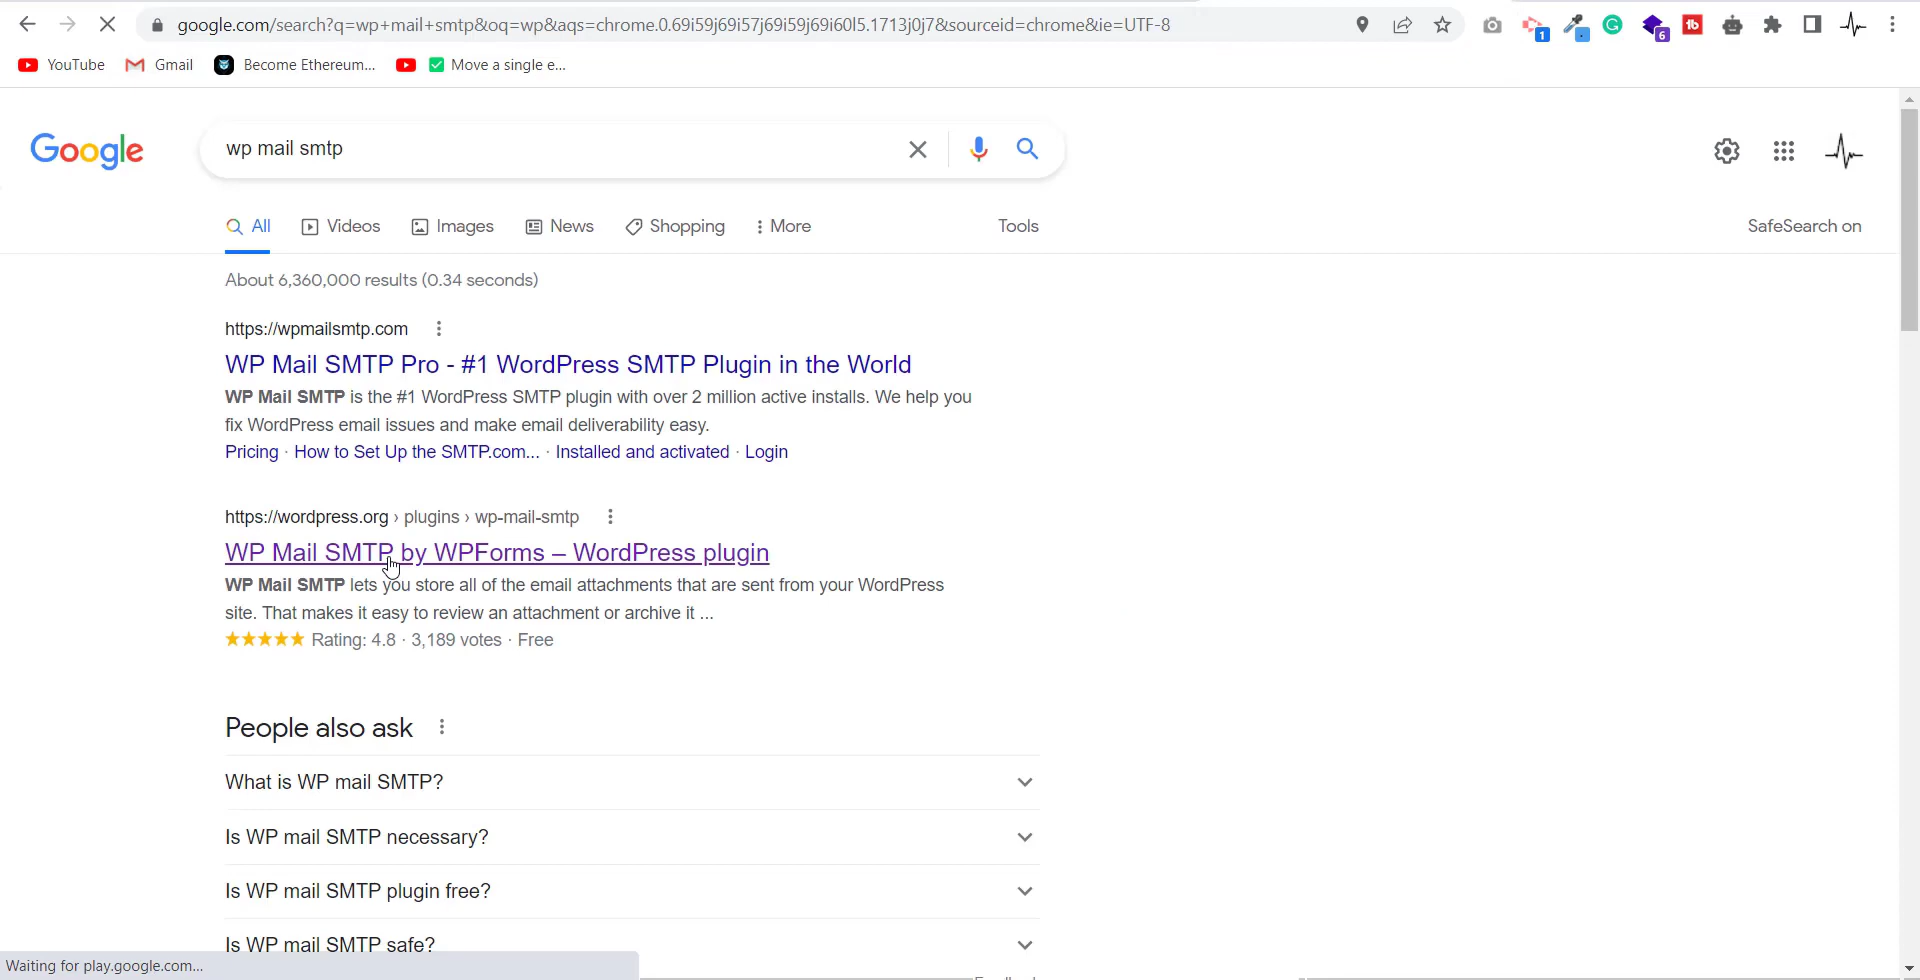 google.com/search?q=wp+mail+smtp&oq=wp&aqs=chrome.0.69i59j69i57j69i59j69i60l5.1713j0j7&sourceid=chrome&ie=UTF-8
1
6
YouTube
Gmail
Become Ethereum...
Move a single e...
Google
wp mail smtp
All
Videos
Images
News
Shopping
More
Tools
SafeSearch on
About 6,360,000 results (0.34 seconds)
https://wpmailsmtp.com
WP Mail SMTP Pro - #1 WordPress SMTP Plugin in the World
WP Mail SMTP is the #1 WordPress SMTP plugin with over 2 million active installs. We help you
fix WordPress email issues and make email deliverability easy.
Pricing · How to Set Up the SMTP.com... · Installed and activated · Login
https://wordpress.org › plugins › wp-mail-smtp
WP Mail SMTP by WPForms – WordPress plugin
WP Mail SMTP lets you store all of the email attachments that are sent from your WordPress
site. That makes it easy to review an attachment or archive it ...
Rating: 4.8 · 3,189 votes · Free
People also ask
What is WP mail SMTP?
Is WP mail SMTP necessary?
Is WP mail SMTP plugin free?
Is WP mail SMTP safe?
Waiting for play.google.com...